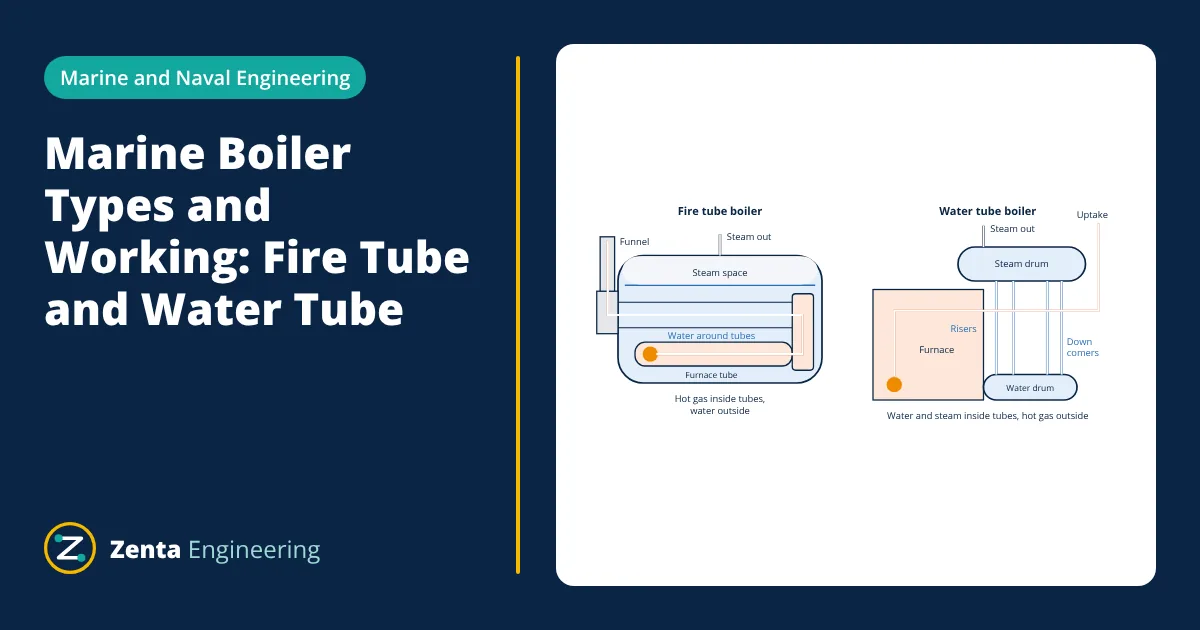 Marine and Naval Engineering
Marine Boiler
Types and
Working: Fire Tube
and Water Tube
Zenta Engineering
Fire tube boiler
Funnel
Steam out
Steam space
Water around tubes
Furnace tube
Hot gas inside tubes,
water outside
Water tube boiler
Uptake
Steam out
Steam drum
Risers
Furnace
Down
comers
Water drum
Water and steam inside tubes, hot gas outside